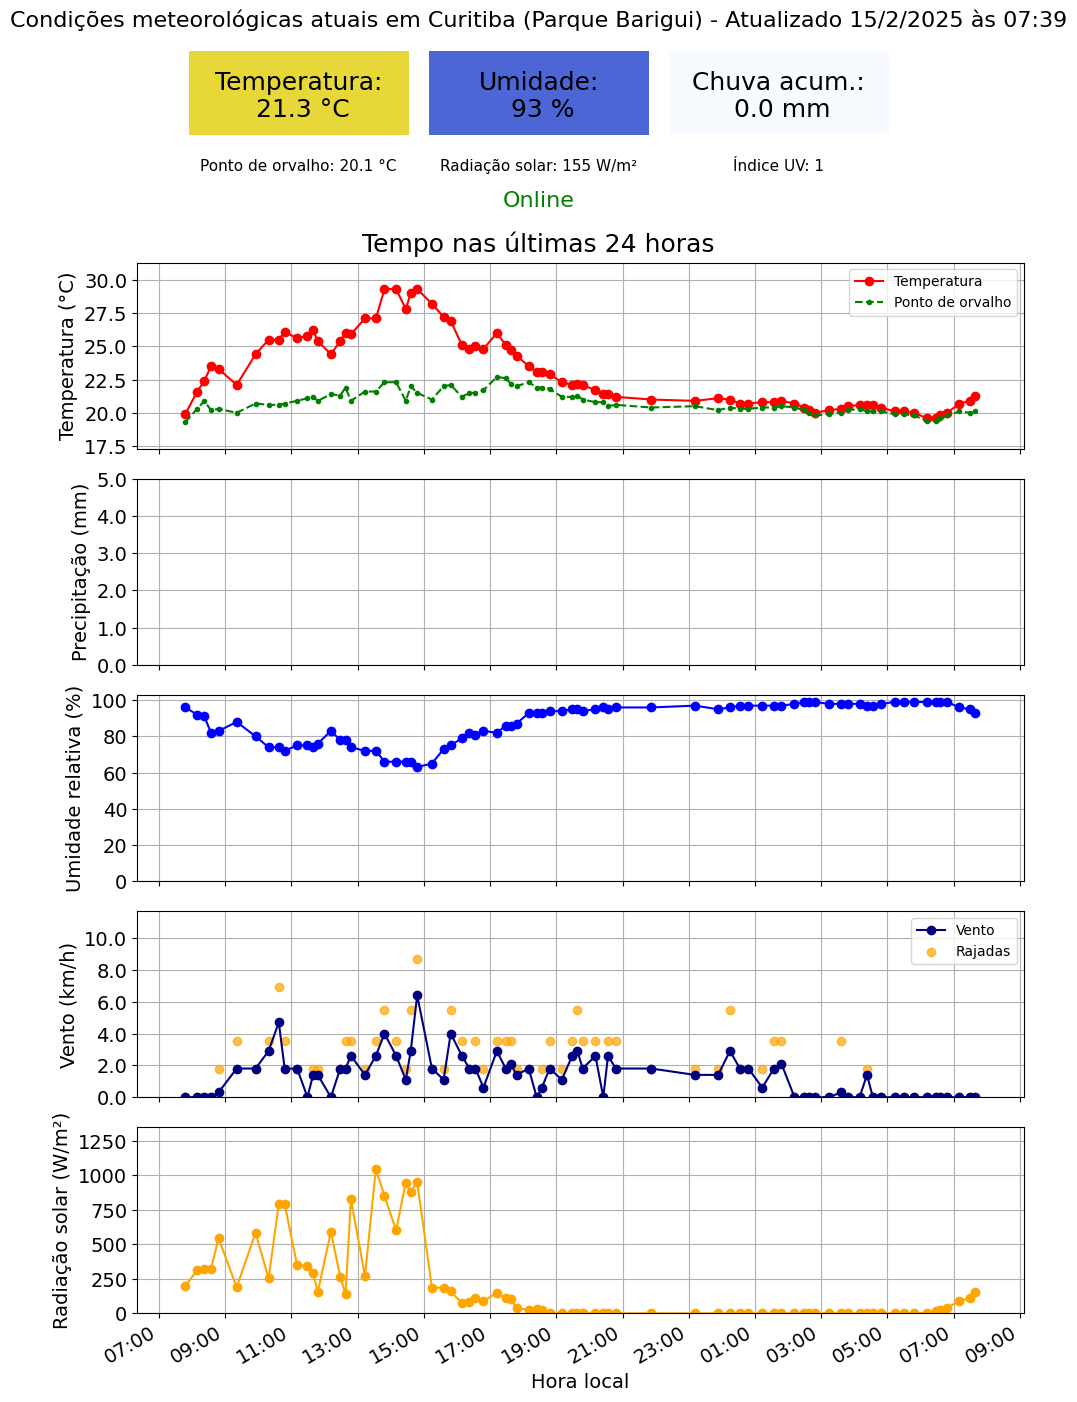 Condições meteorológicas atuais em Curitiba (Parque Barigui) - Atualizado 15/2/2025 às 07:39
Temperatura:
21.3 °C
Umidade:
93 %
Chuva acum.:
0.0 mm
Ponto de orvalho: 20.1 °C
Radiação solar: 155 W/m²
Índice UV: 1
Online
Tempo nas últimas 24 horas
Temperatura (°C)
30.0
27.5
25.0
22.5
20.0
17.5
Temperatura
Ponto de orvalho
Precipitação (mm)
5.0
4.0
3.0
2.0
1.0
0.0
Umidade relativa (%)
100
80
60
40
20
0
Vento (km/h)
10.0
8.0
6.0
4.0
2.0
0.0
Vento
Rajadas
Radiação solar (W/m²)
1250
1000
750
500
250
0
07:00
09:00
11:00
13:00
15:00
17:00
19:00
21:00
23:00
01:00
03:00
05:00
07:00
09:00
Hora local